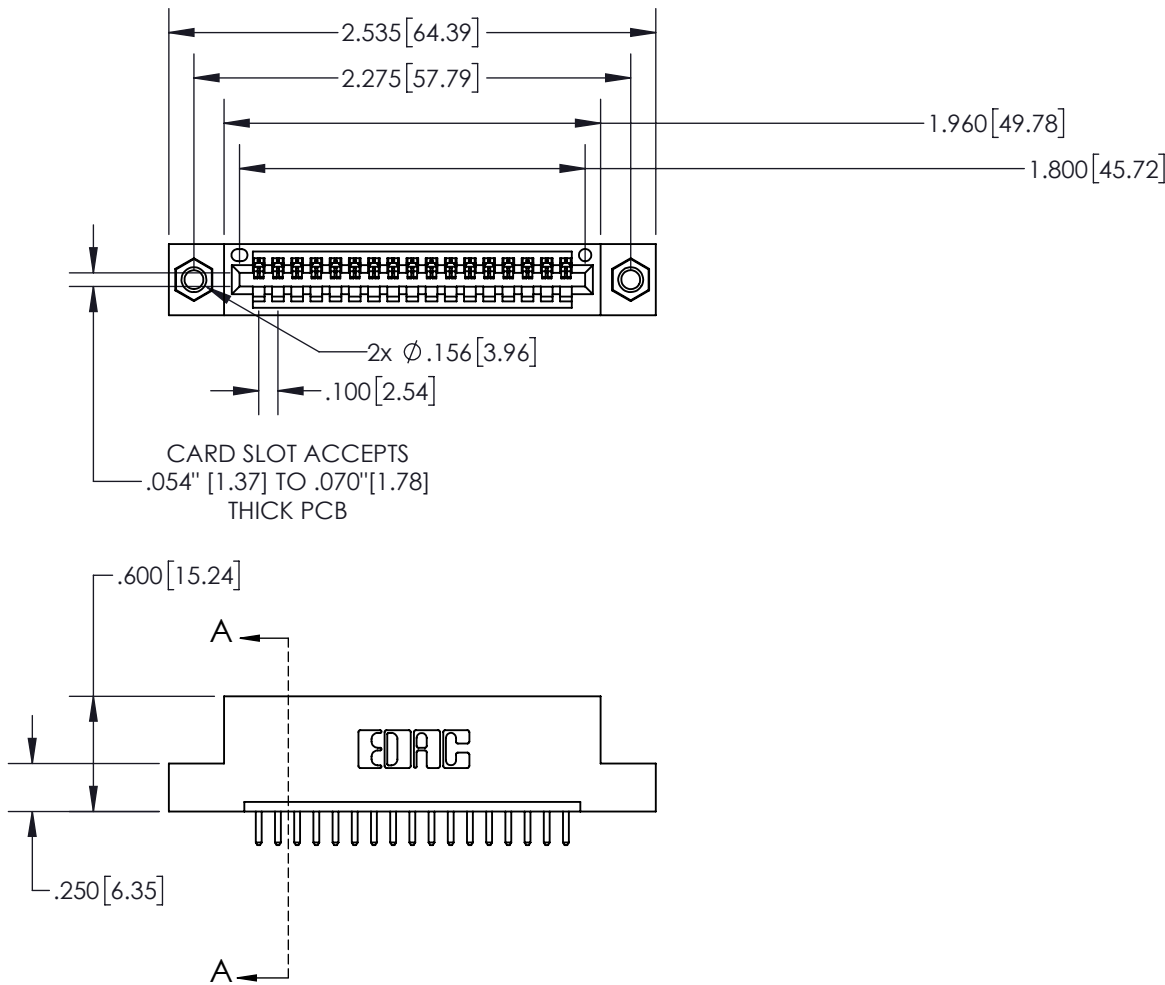 2.535[64.39]
2.275[57.79]
1.960[49.78]
1.800[45.72]
2x ∅.156[3.96]
.100[2.54]
CARD SLOT ACCEPTS
.054" [1.37] TO .070"[1.78]
THICK PCB
.600[15.24]
A
EDAC
.250[6.35]
A